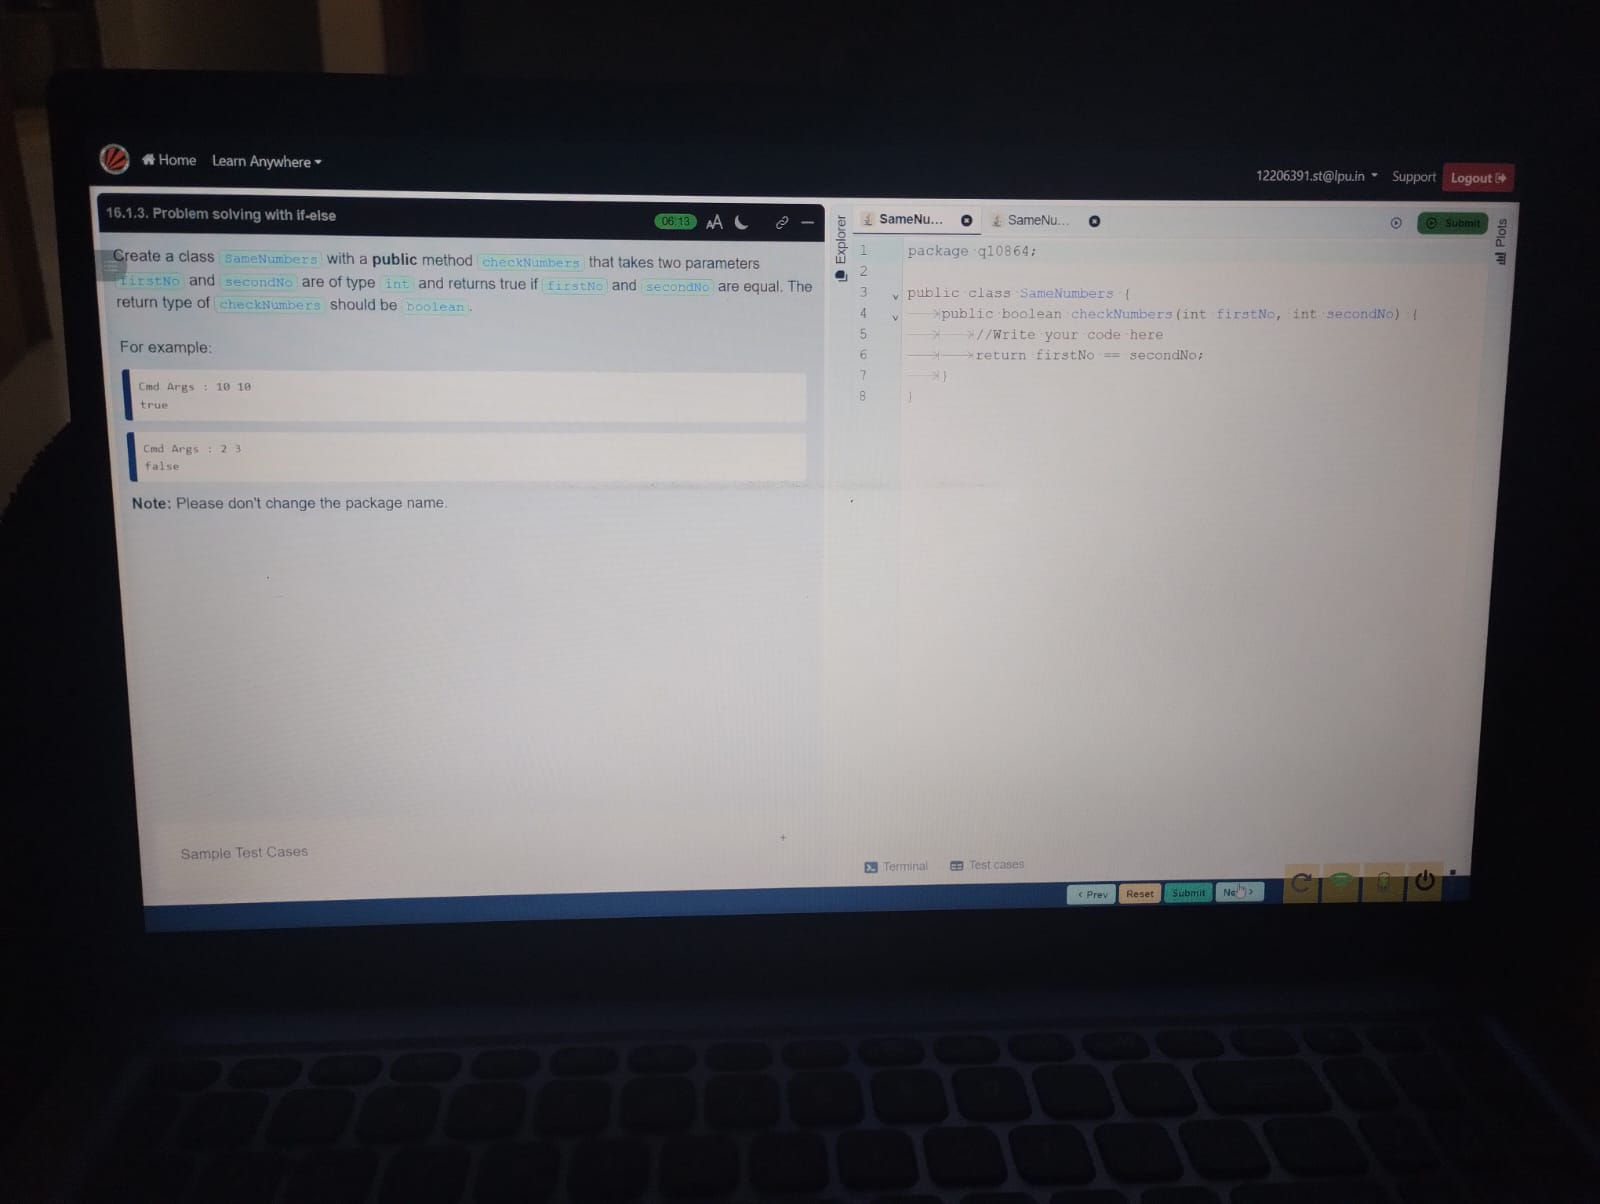 Home Learn Anywhere
12206391.st@lpu.in Support Logout
16.1.3. Problem solving with if-else
06:13 AA
Create a class SameNumbers with a public method checkNumbers that takes two parameters
firstNo and secondNo are of type int and returns true if firstNo and secondNo are equal. The
return type of checkNumbers should be boolean.
For example:
Cmd Args : 10 10
true
Cmd Args : 2 3
false
Note: Please don't change the package name.
Sample Test Cases
+
Explorer
SameNu... SameNu... Submit
Plots
1 package q10864;
2
3 public class SameNumbers {
4 public boolean checkNumbers(int firstNo, int secondNo) {
5 //Write your code here
6 return firstNo == secondNo;
7 }
8 }
Terminal Test cases
< Prev Reset Submit